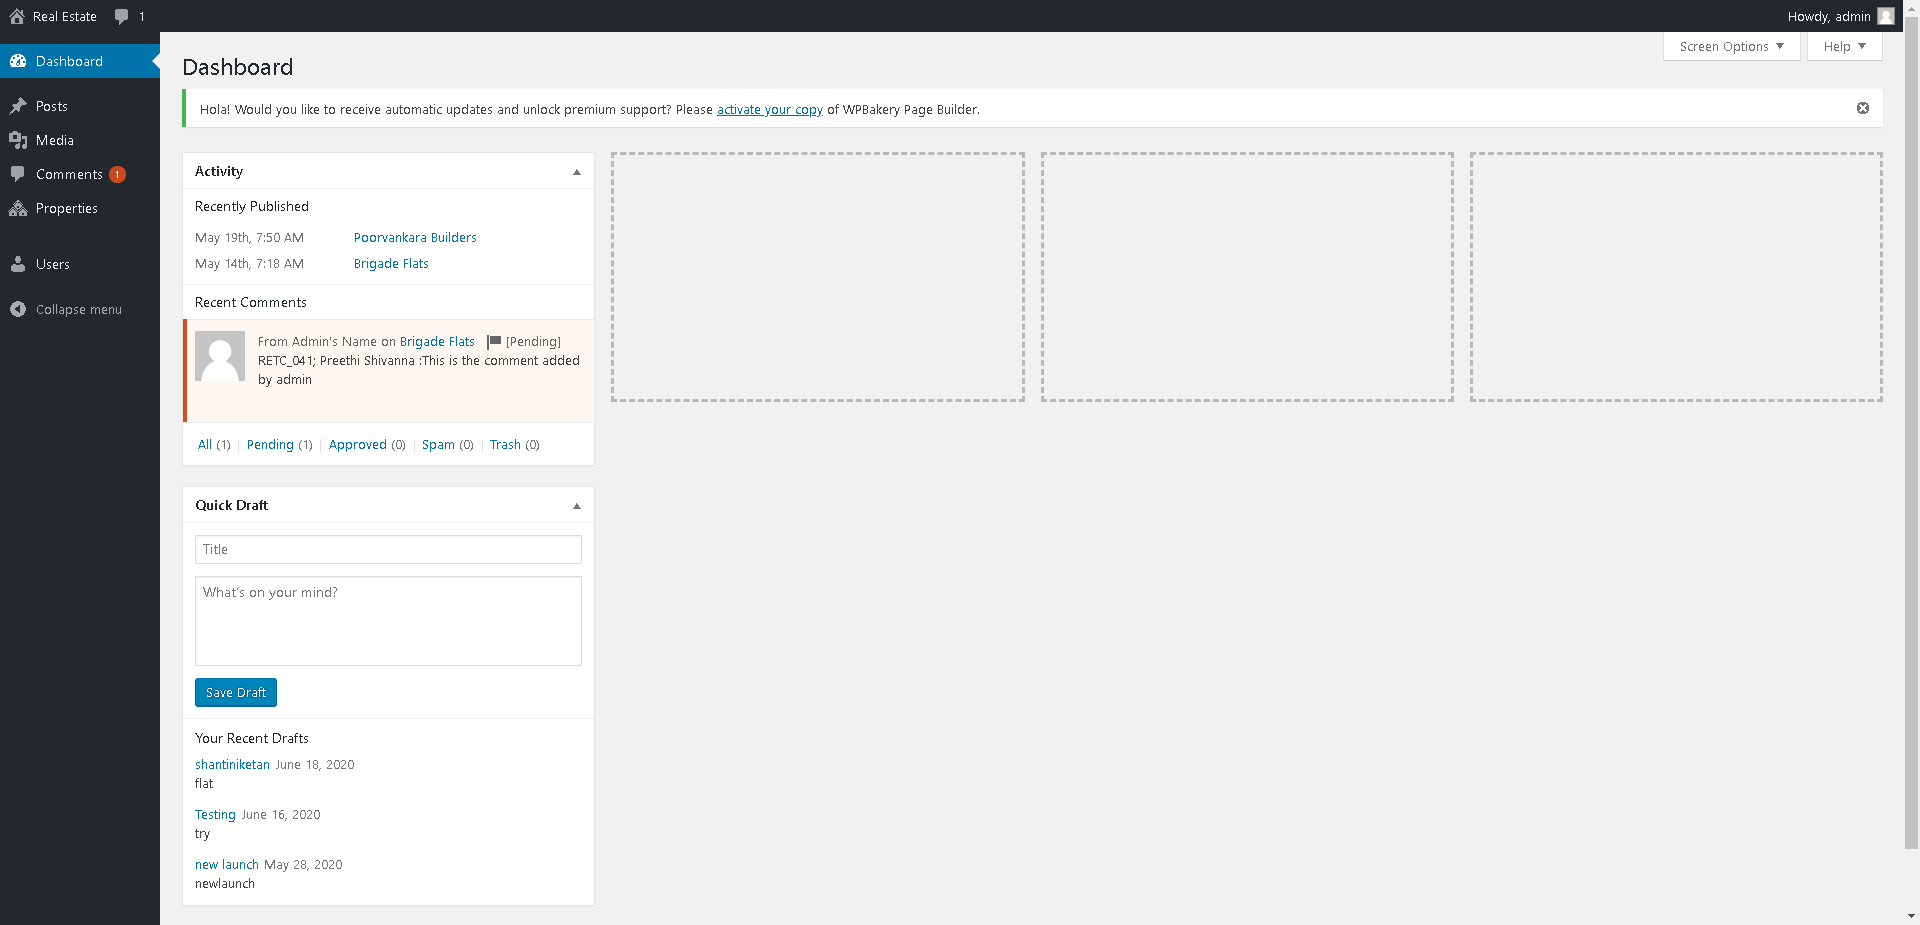 Real Estate 1 Howdy, admin
Dashboard
Posts
Media
Comments 1
Properties
Users
Collapse menu
Screen Options Help
Dashboard
Hola! Would you like to receive automatic updates and unlock premium support? Please activate your copy of WPBakery Page Builder.
Activity
Recently Published
May 19th, 7:50 AM Poorvankara Builders
May 14th, 7:18 AM Brigade Flats
Recent Comments
From Admin's Name on Brigade Flats [Pending]
RETC_041; Preethi Shivanna :This is the comment added
by admin
All (1) | Pending (1) | Approved (0) | Spam (0) | Trash (0)
Quick Draft
Title
What's on your mind?
Save Draft
Your Recent Drafts
shantiniketan June 18, 2020
flat
Testing June 16, 2020
try
new launch May 28, 2020
newlaunch